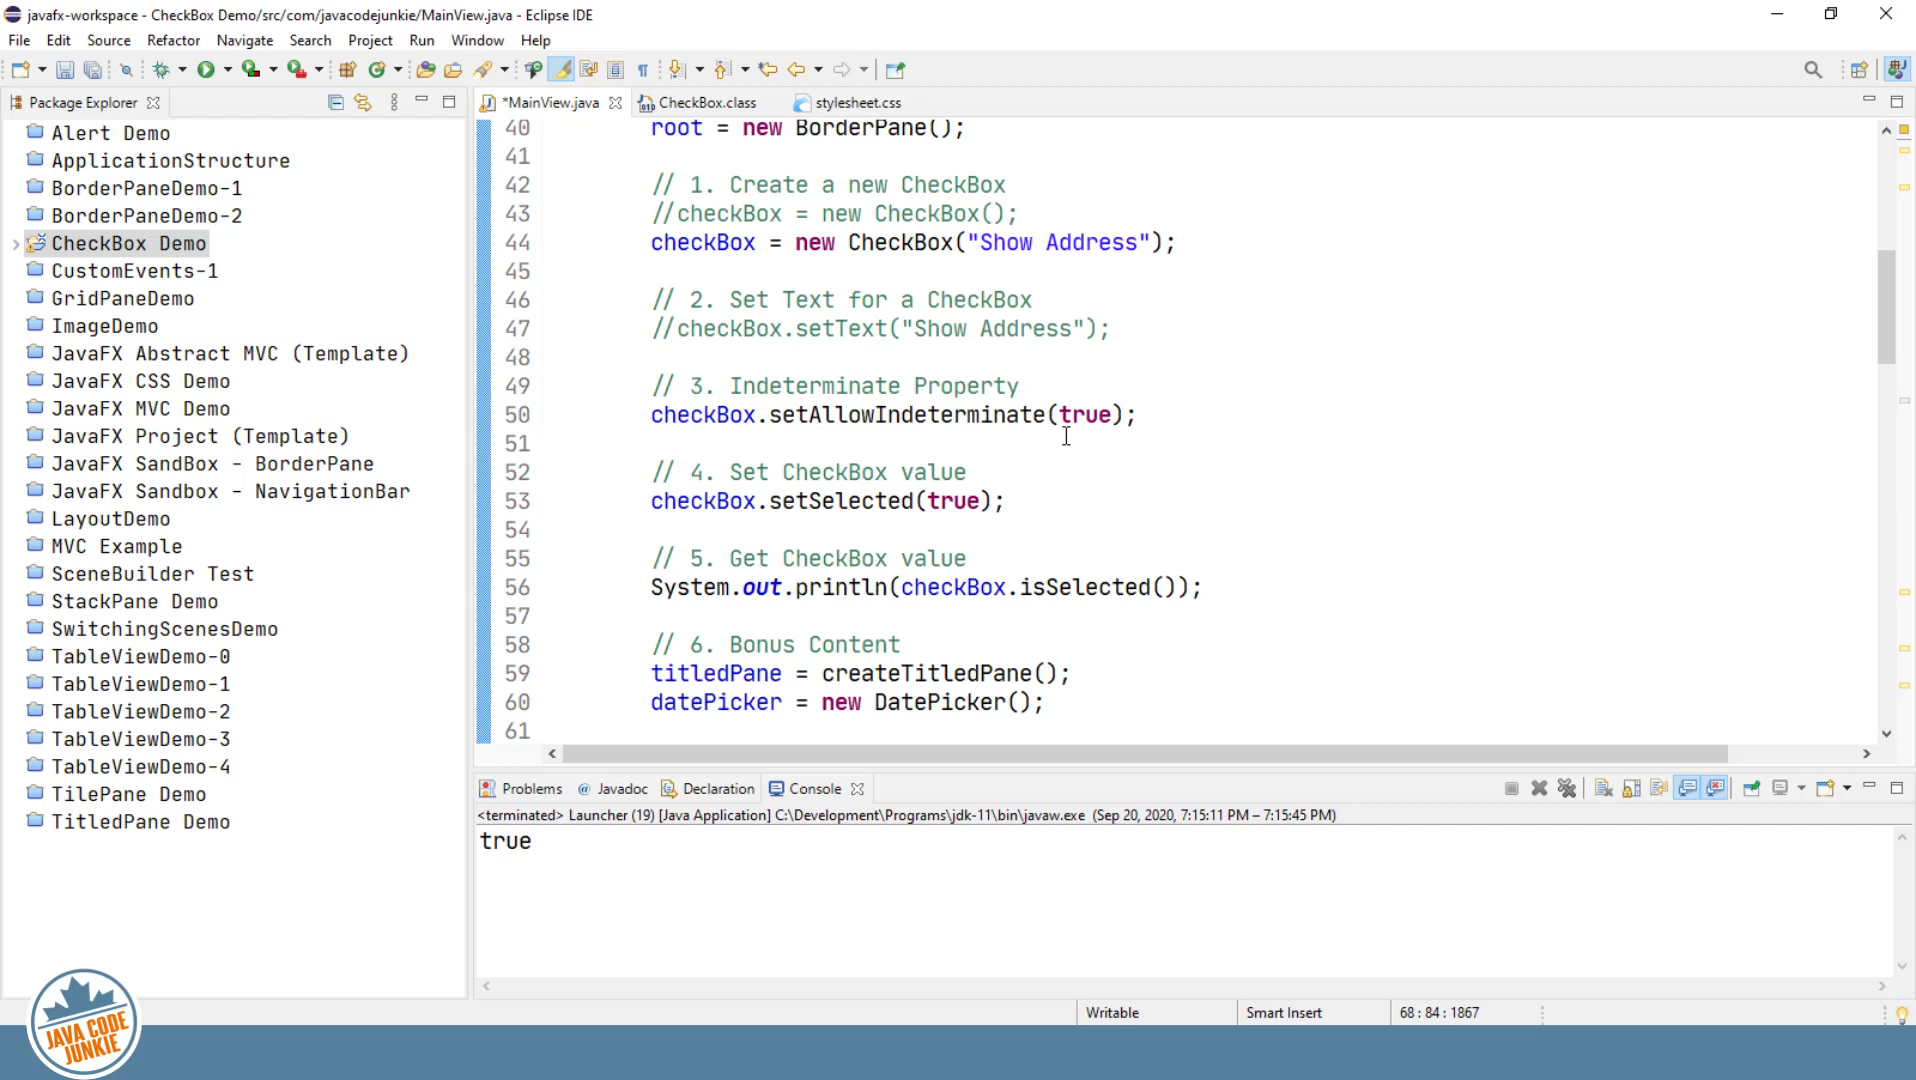 javafx-workspace - CheckBox Demo/src/com/javacodejunkie/MainView.java - Eclipse IDE
File Edit Source Refactor Navigate Search Project Run Window Help
Package Explorer
Alert Demo
ApplicationStructure
BorderPaneDemo-1
BorderPaneDemo-2
CheckBox Demo
CustomEvents-1
GridPaneDemo
ImageDemo
JavaFX Abstract MVC (Template)
JavaFX CSS Demo
JavaFX MVC Demo
JavaFX Project (Template)
JavaFX SandBox - BorderPane
JavaFX Sandbox - NavigationBar
LayoutDemo
MVC Example
SceneBuilder Test
StackPane Demo
SwitchingScenesDemo
TableViewDemo-0
TableViewDemo-1
TableViewDemo-2
TableViewDemo-3
TableViewDemo-4
TilePane Demo
TitledPane Demo
*MainView.java CheckBox.class stylesheet.css
40 root = new BorderPane();
41
42 // 1. Create a new CheckBox
43 //checkBox = new CheckBox();
44 checkBox = new CheckBox("Show Address");
45
46 // 2. Set Text for a CheckBox
47 //checkBox.setText("Show Address");
48
49 // 3. Indeterminate Property
50 checkBox.setAllowIndeterminate(true);
51
52 // 4. Set CheckBox value
53 checkBox.setSelected(true);
54
55 // 5. Get CheckBox value
56 System.out.println(checkBox.isSelected());
57
58 // 6. Bonus Content
59 titledPane = createTitledPane();
60 datePicker = new DatePicker();
61
Problems @ Javadoc Declaration Console
<terminated> Launcher (19) [Java Application] C:\Development\Programs\jdk-11\bin\javaw.exe (Sep 20, 2020, 7:15:11 PM – 7:15:45 PM)
true
Writable Smart Insert 68 : 84 : 1867
JAVA CODE
JUNKIE